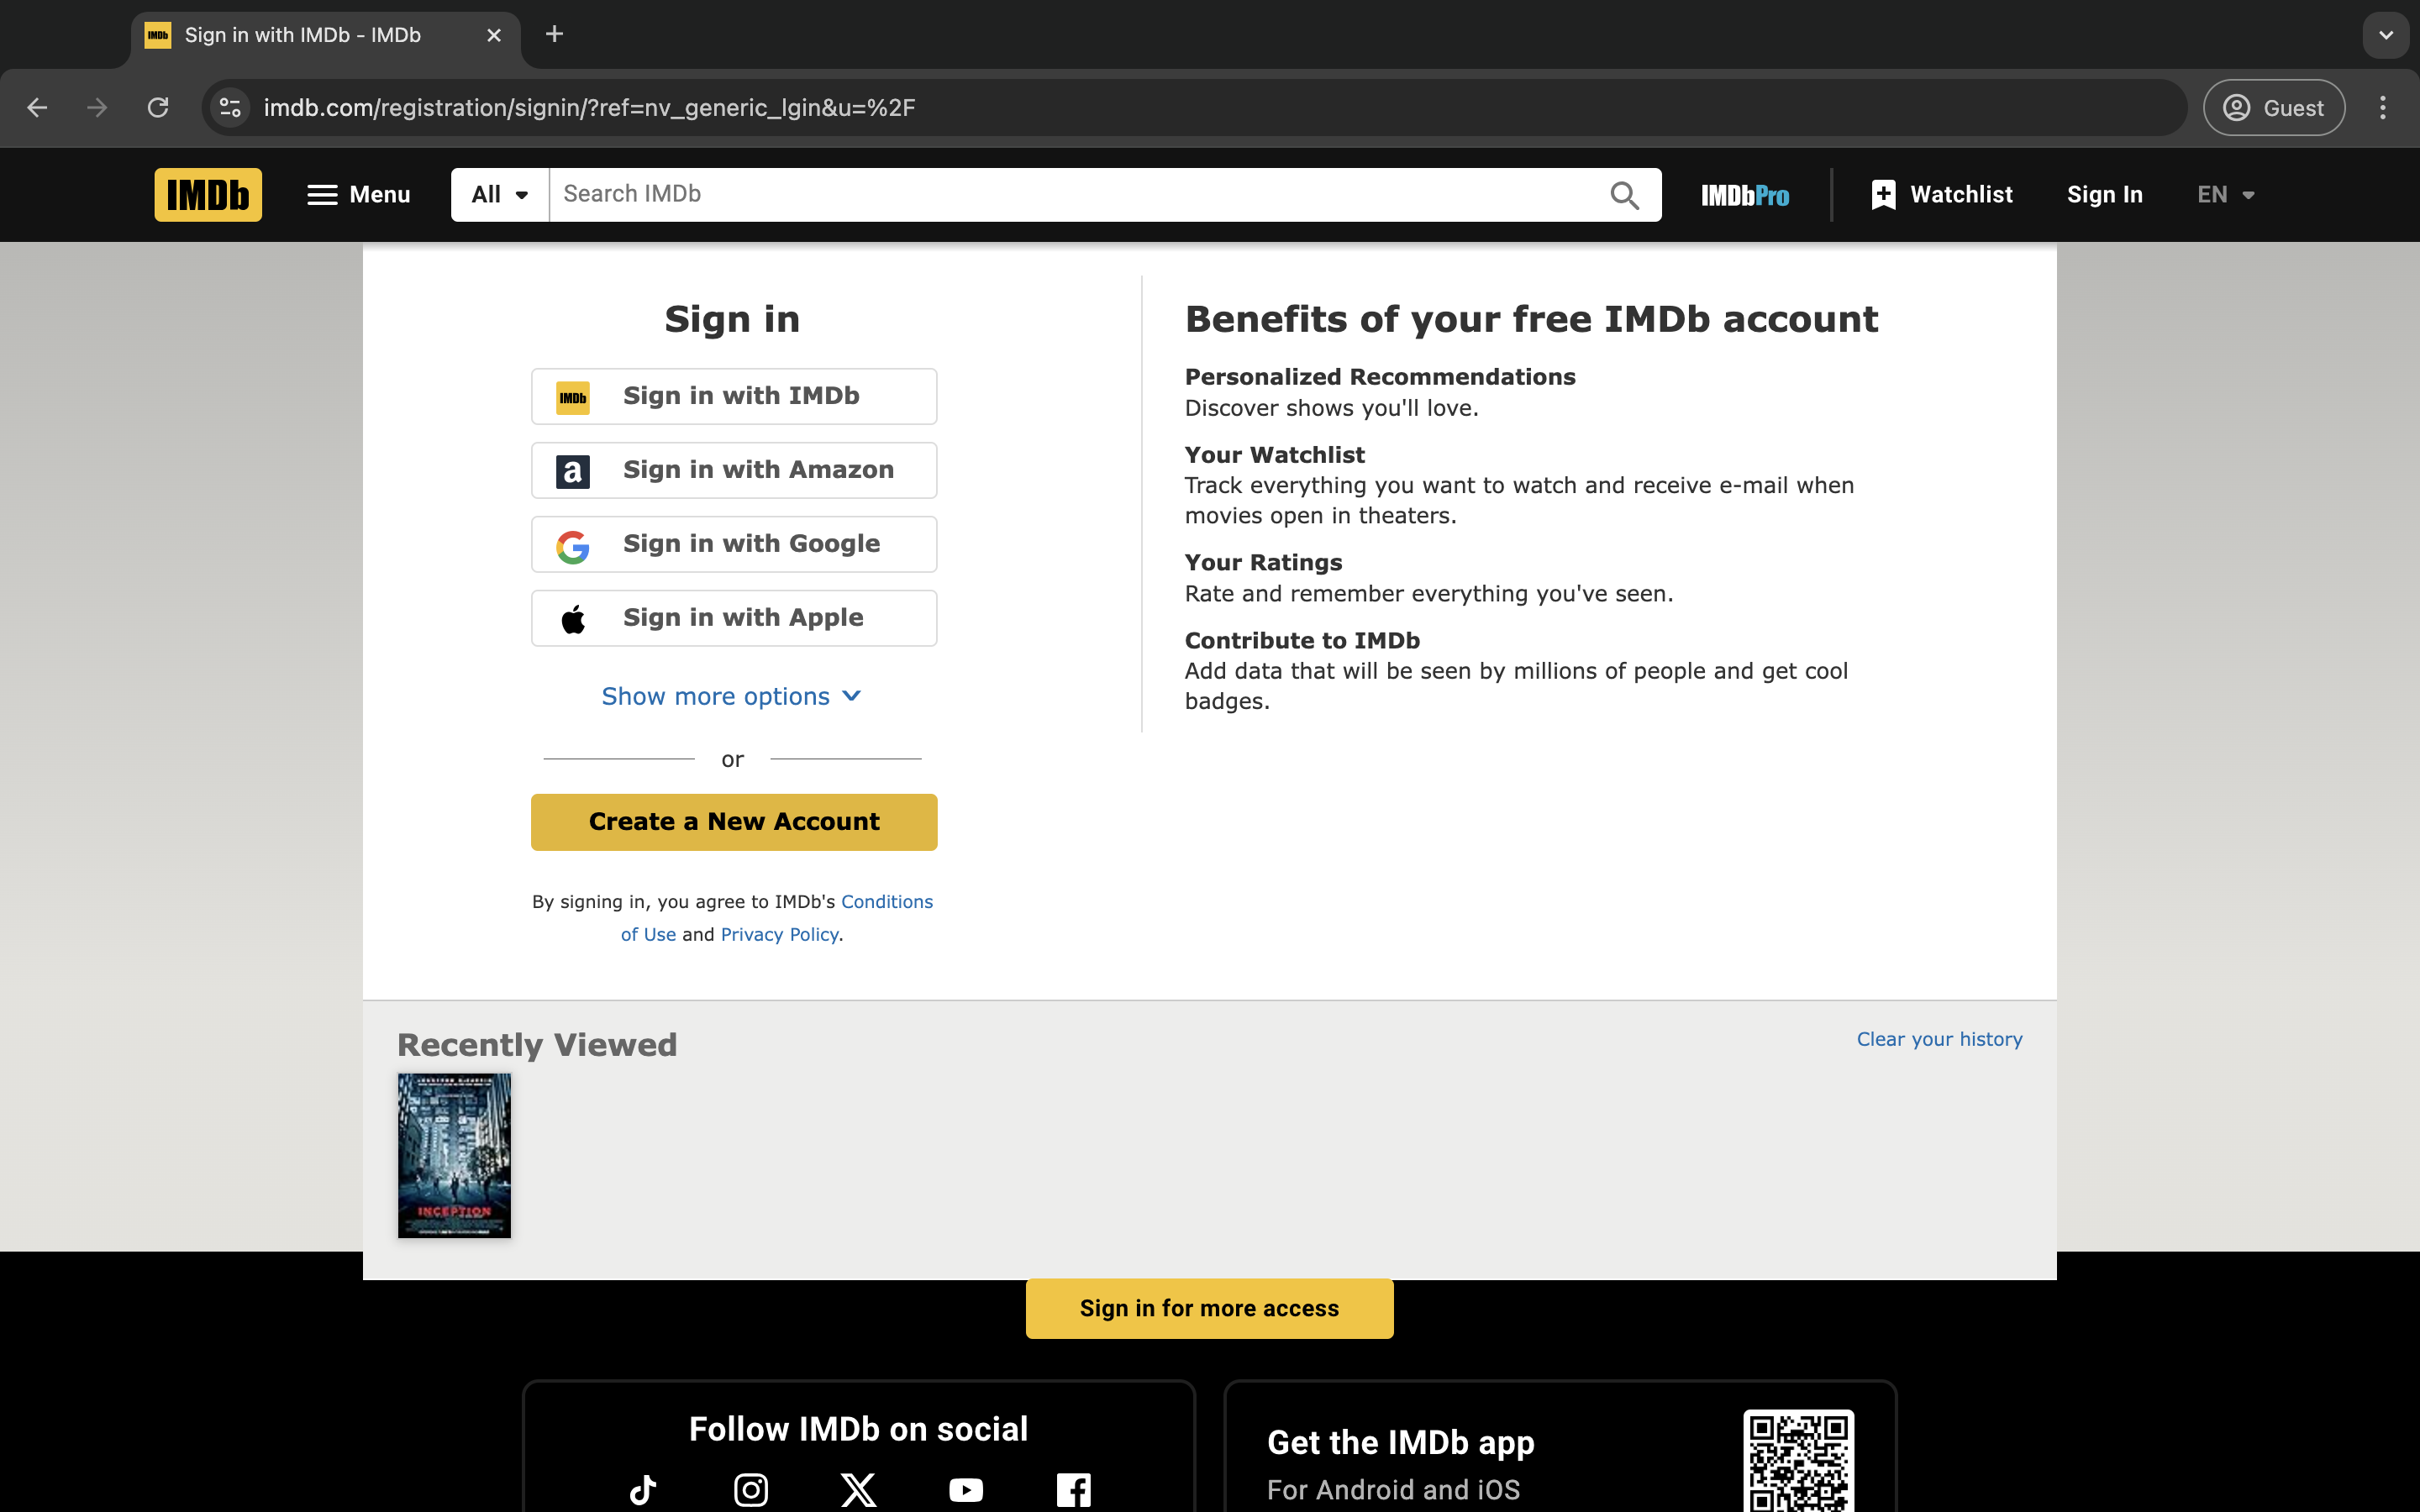 IMDb Sign in with IMDb - IMDb
imdb.com/registration/signin/?ref=nv_generic_lgin&u=%2F
Guest
IMDb
Menu
All
Search IMDb
IMDbPro
Watchlist
Sign In
EN
Sign in
IMDb Sign in with IMDb
a Sign in with Amazon
G Sign in with Google
Sign in with Apple
Show more options
or
Create a New Account
By signing in, you agree to IMDb's Conditions
of Use and Privacy Policy.
Benefits of your free IMDb account
Personalized Recommendations
Discover shows you'll love.
Your Watchlist
Track everything you want to watch and receive e-mail when
movies open in theaters.
Your Ratings
Rate and remember everything you've seen.
Contribute to IMDb
Add data that will be seen by millions of people and get cool
badges.
Recently Viewed
Clear your history
INCEPTION
Sign in for more access
Follow IMDb on social
Get the IMDb app
For Android and iOS